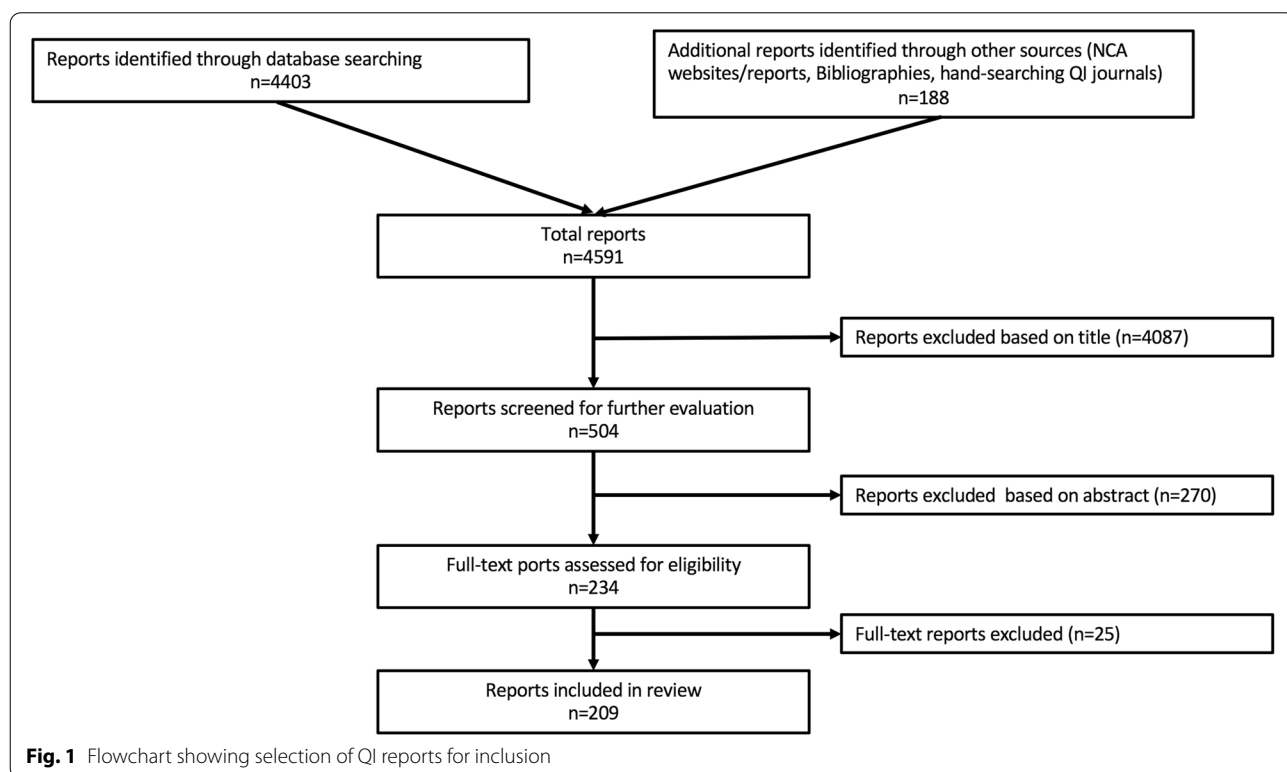 Reports identified through database searching
n=4403
Additional reports identified through other sources (NCA
websites/reports, Bibliographies, hand-searching QI journals)
n=188
Total reports
n=4591
Reports excluded based on title (n=4087)
Reports screened for further evaluation
n=504
Reports excluded  based on abstract (n=270)
Full-text ports assessed for eligibility
n=234
Full-text reports excluded (n=25)
Reports included in review
n=209
Fig. 1 Flowchart showing selection of QI reports for inclusion